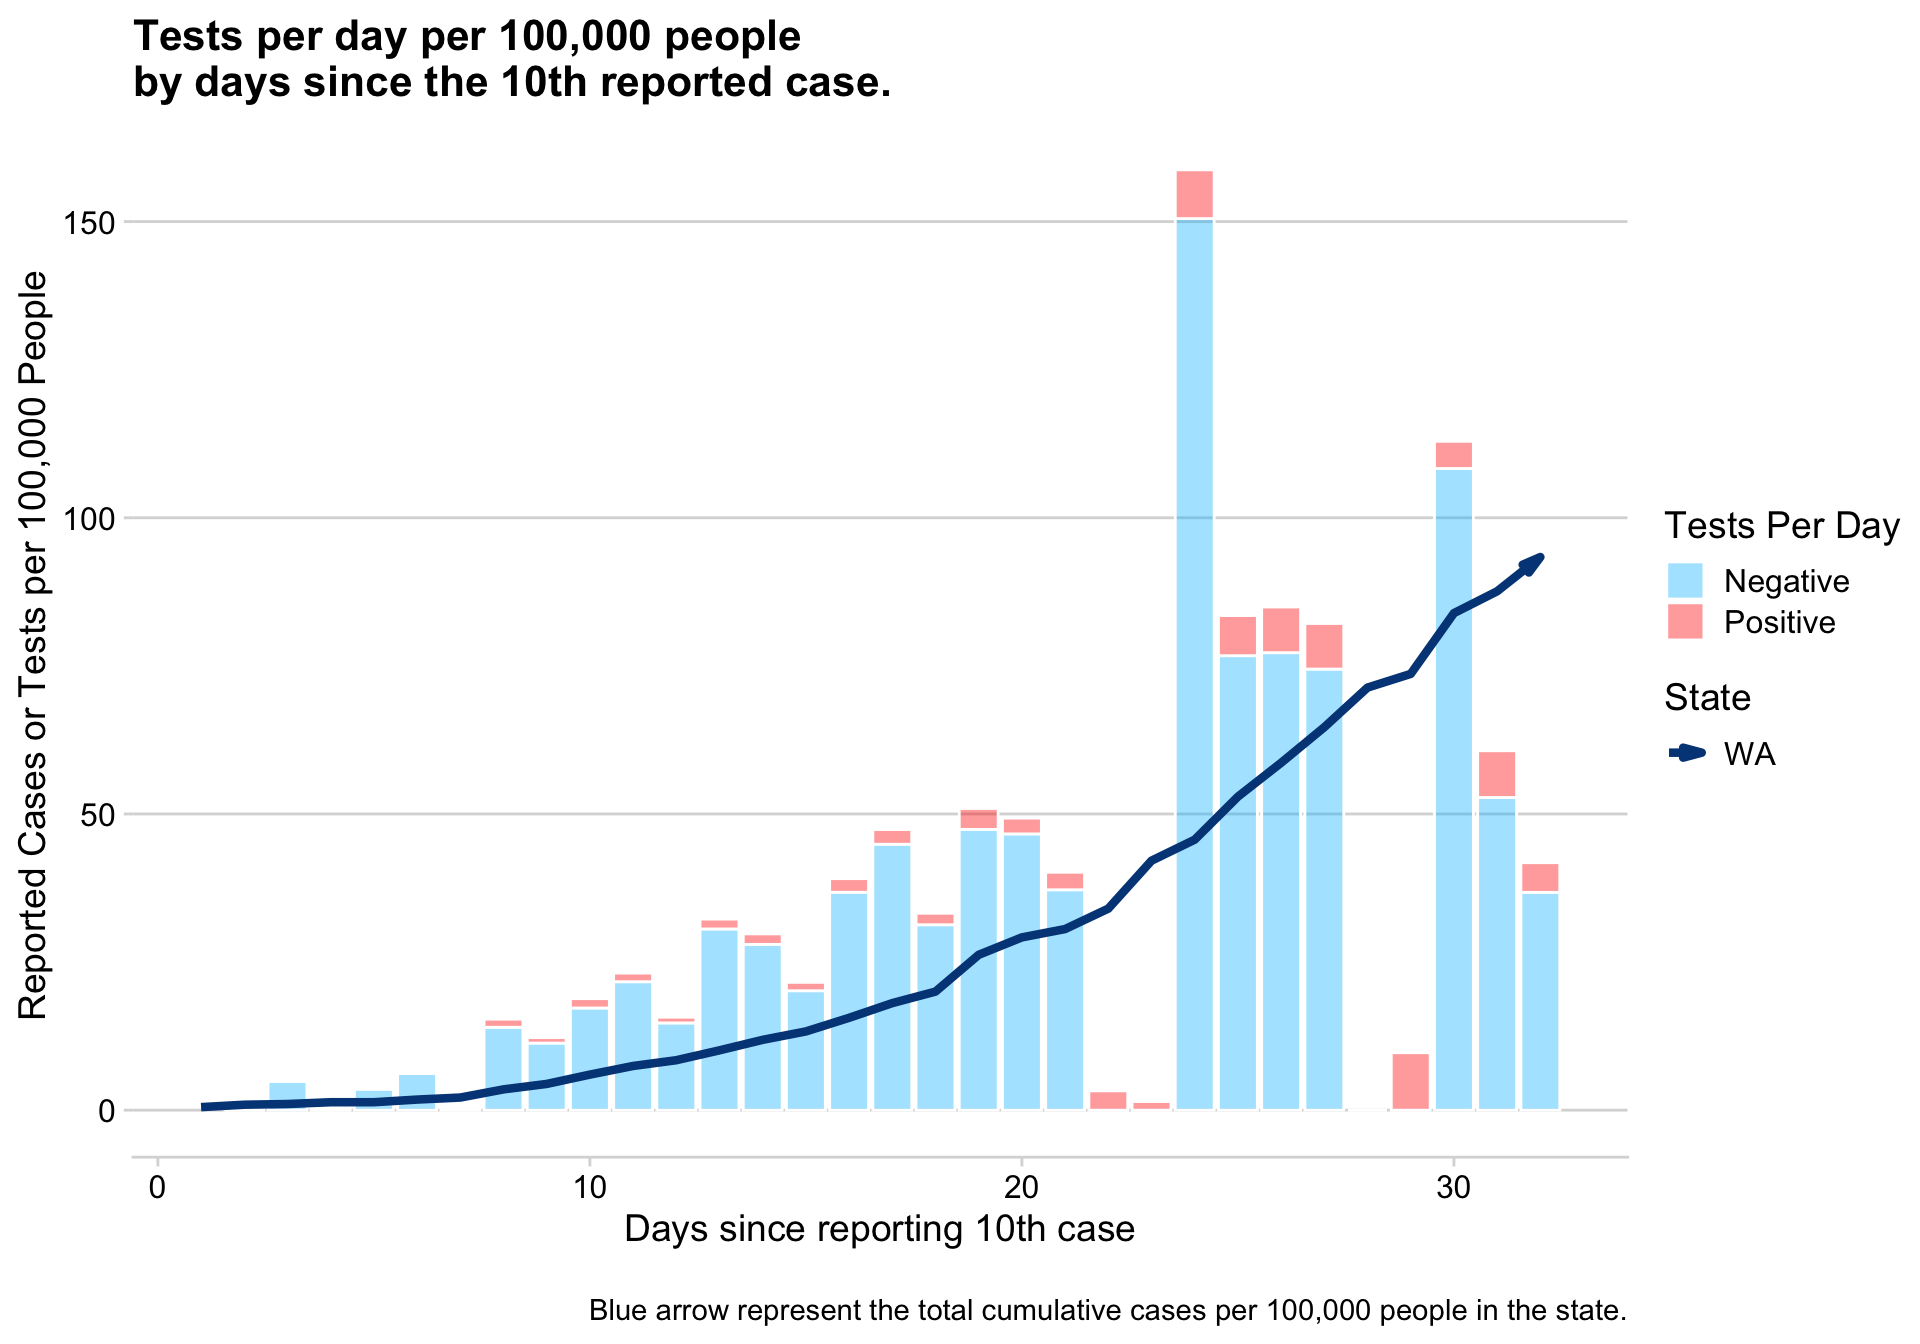 Tests per day per 100,000 people
by days since the 10th reported case.
Reported Cases or Tests per 100,000 People
150
100
50
0
0
10
20
30
Days since reporting 10th case
Tests Per Day
Negative
Positive
State
WA
Blue arrow represent the total cumulative cases per 100,000 people in the state.